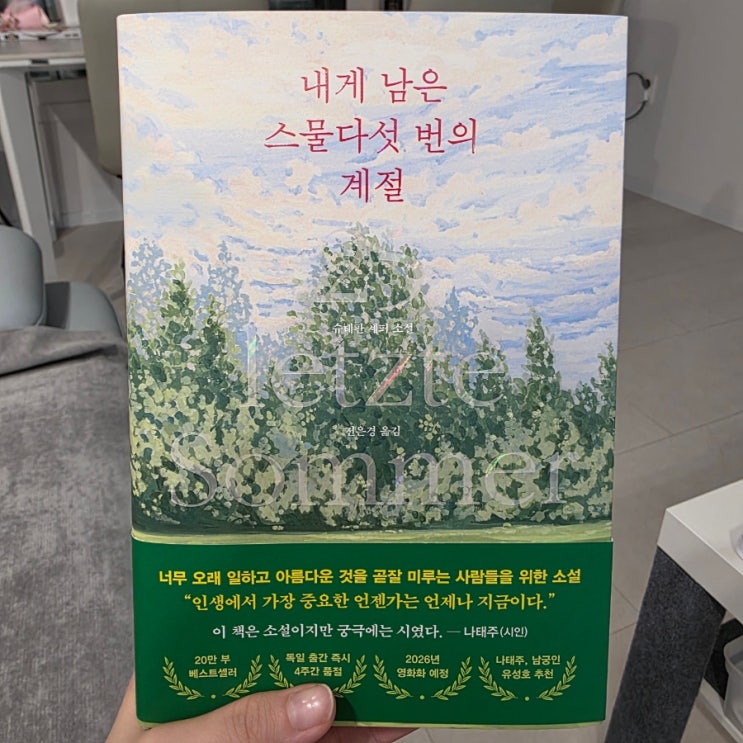 내게 남은
스물다섯 번의
계절
슈테판 셰퍼 소설
letzte
전은경 옮김
Sommer
너무 오래 일하고 아름다운 것을 곧잘 미루는 사람들을 위한 소설
“인생에서 가장 중요한 언젠가는 언제나 지금이다.”
이 책은 소설이지만 궁극에는 시였다. — 나태주(시인)
20만 부
베스트셀러
독일 출간 즉시
4주간 품절
2026년
영화화 예정
나태주, 남궁인
유성호 추천